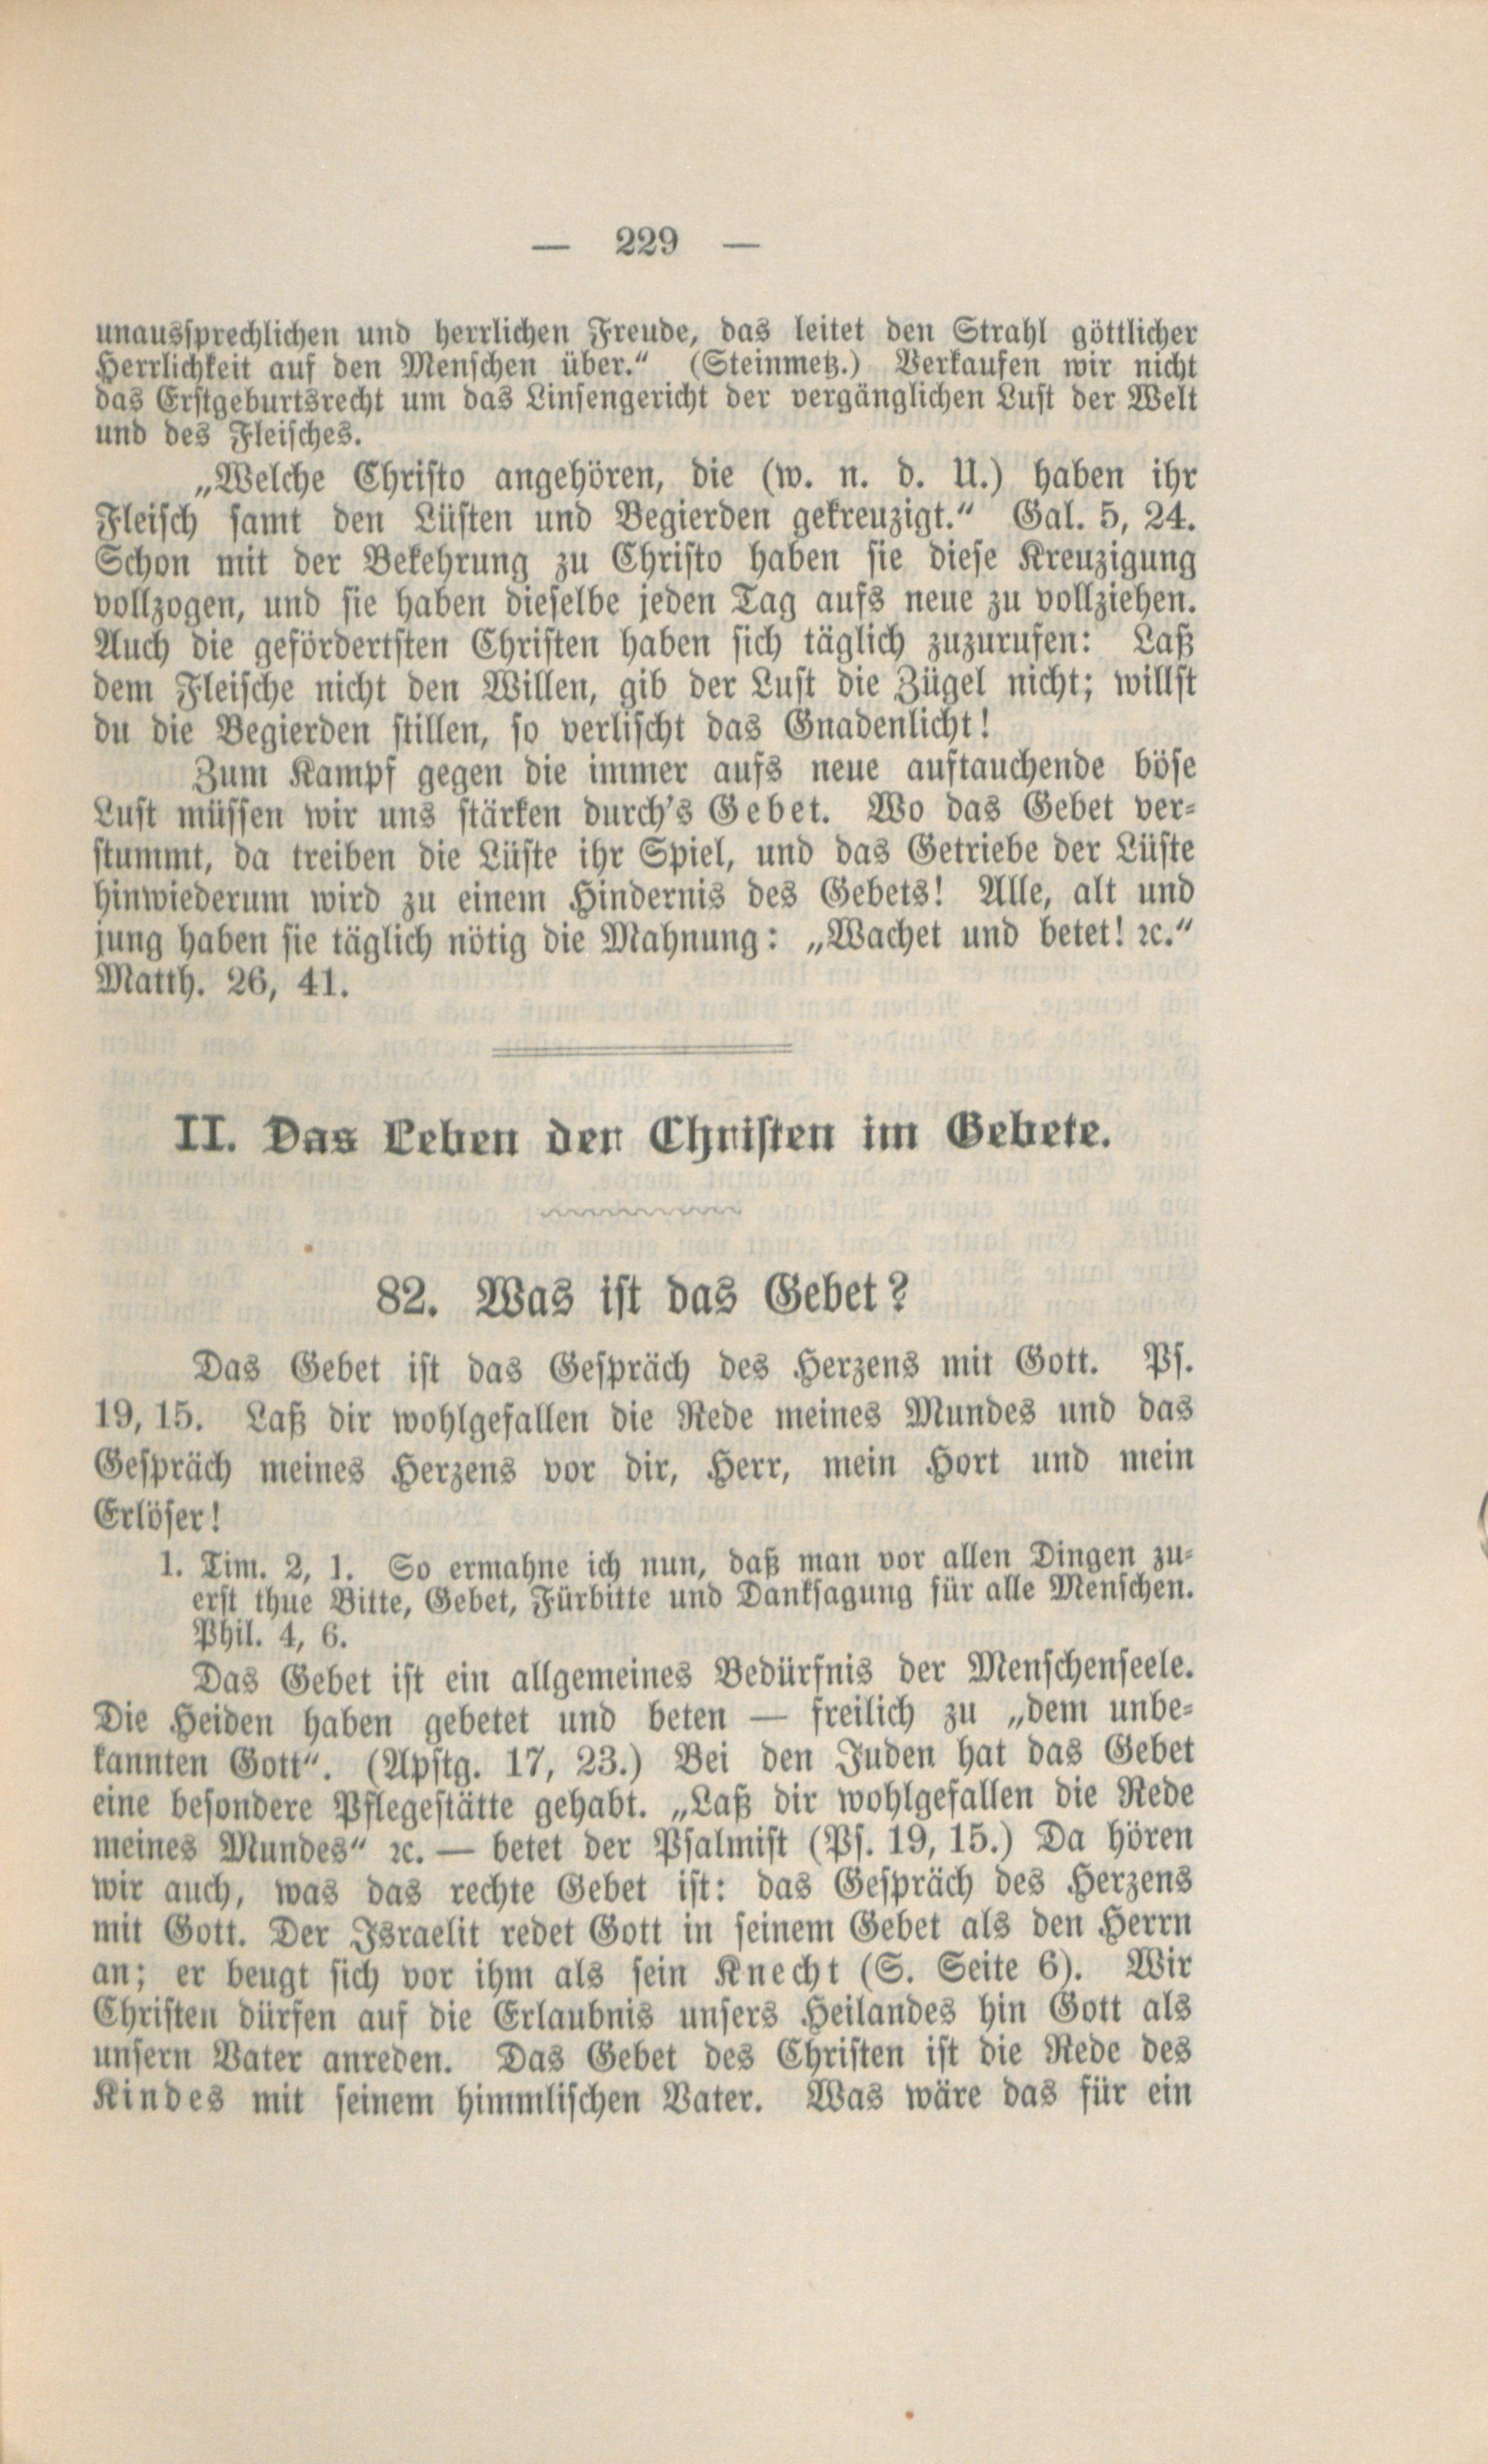 — 229 —
unaussprechlichen und herrlichen Freude, das leitet den Strahl göttlicher
Herrlichkeit auf den Menschen über.“ (Steinmetz.) Verkaufen wir nicht
das Erstgeburtsrecht um das Linsengericht der vergänglichen Lust der Welt
und des Fleisches.
„Welche Christo angehören, die (w. n. d. U.) haben ihr
Fleisch samt den Lüsten und Begierden gekreuzigt.“ Gal. 5, 24.
Schon mit der Bekehrung zu Christo haben sie diese Kreuzigung
vollzogen, und sie haben dieselbe jeden Tag aufs neue zu vollziehen.
Auch die gefördertsten Christen haben sich täglich zuzurufen: Laß
dem Fleische nicht den Willen, gib der Lust die Zügel nicht; willst
du die Begierden stillen, so verlischt das Gnadenlicht!
Zum Kampf gegen die immer aufs neue auftauchende böse
Lust müssen wir uns stärken durch's Gebet. Wo das Gebet ver-
stummt, da treiben die Lüste ihr Spiel, und das Getriebe der Lüste
hinwiederum wird zu einem Hindernis des Gebets! Alle, alt und
jung haben sie täglich nötig die Mahnung: „Wachet und betet! ꝛc.“
Matth. 26, 41.
II. Das Leben der Christen im Gebete.
82. Was ist das Gebet?
Das Gebet ist das Gespräch des Herzens mit Gott. Ps.
19, 15. Laß dir wohlgefallen die Rede meines Mundes und das
Gespräch meines Herzens vor dir, Herr, mein Hort und mein
Erlöser!
1. Tim. 2, 1. So ermahne ich nun, daß man vor allen Dingen zu-
erst thue Bitte, Gebet, Fürbitte und Danksagung für alle Menschen.
Phil. 4, 6.
Das Gebet ist ein allgemeines Bedürfnis der Menschenseele.
Die Heiden haben gebetet und beten — freilich zu „dem unbe-
kannten Gott“. (Apstg. 17, 23.) Bei den Juden hat das Gebet
eine besondere Pflegestätte gehabt. „Laß dir wohlgefallen die Rede
meines Mundes“ ꝛc. — betet der Psalmist (Ps. 19, 15.) Da hören
wir auch, was das rechte Gebet ist: das Gespräch des Herzens
mit Gott. Der Israelit redet Gott in seinem Gebet als den Herrn
an; er beugt sich vor ihm als sein Knecht (S. Seite 6). Wir
Christen dürfen auf die Erlaubnis unsers Heilandes hin Gott als
unsern Vater anreden. Das Gebet des Christen ist die Rede des
Kindes mit seinem himmlischen Vater. Was wäre das für ein